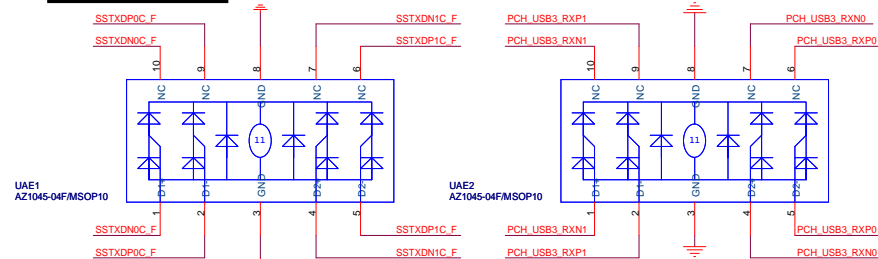 SSTXDP0C_F
SSTXDN1C_F
PCH_USB3_RXP1
PCH_USB3_RXN0
SSTXDN0C_F
SSTXDP1C_F
PCH_USB3_RXN1
PCH_USB3_RXP0
10
9
8
7
6
10
9
8
7
6
NC
NC
GND
NC
NC
NC
NC
GND
NC
NC
11
11
UAE1
AZ1045-04F/MSOP10
UAE2
AZ1045-04F/MSOP10
D1+
D1-
GND
D2+
D2-
D1+
D1-
GND
D2+
D2-
1
2
3
4
5
1
2
3
4
5
SSTXDN0C_F
SSTXDP1C_F
PCH_USB3_RXN1
PCH_USB3_RXP0
SSTXDP0C_F
SSTXDN1C_F
PCH_USB3_RXP1
PCH_USB3_RXN0